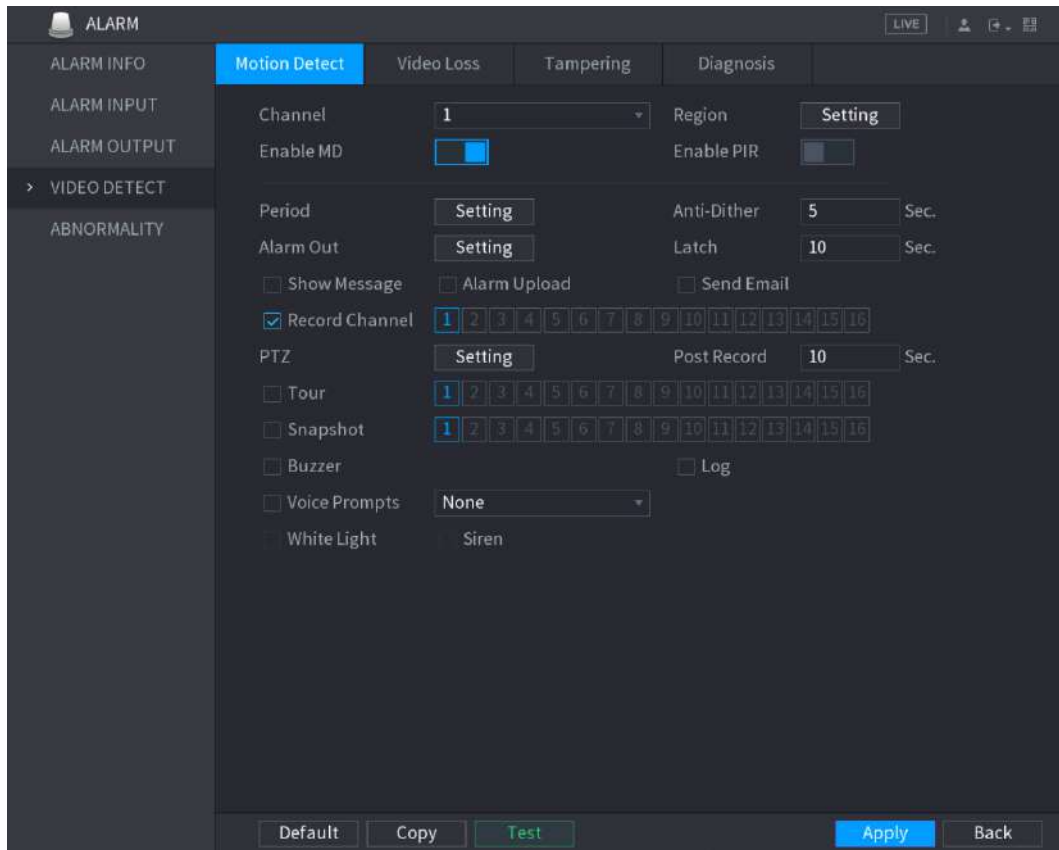 ALARM
LIVE
ALARM INFO
ALARM INPUT
ALARM OUTPUT
> VIDEO DETECT
ABNORMALITY
Motion Detect Video Loss Tampering Diagnosis
Channel 1 Region Setting
Enable MD Enable PIR
Period Setting Anti-Dither 5 Sec.
Alarm Out Setting Latch 10 Sec.
Show Message Alarm Upload Send Email
Record Channel 1 2 3 4 5 6 7 8 9 10 11 12 13 14 15 16
PTZ Setting Post Record 10 Sec.
Tour 1 2 3 4 5 6 7 8 9 10 11 12 13 14 15 16
Snapshot 1 2 3 4 5 6 7 8 9 10 11 12 13 14 15 16
Buzzer Log
Voice Prompts None
White Light Siren
Default Copy Test Apply Back